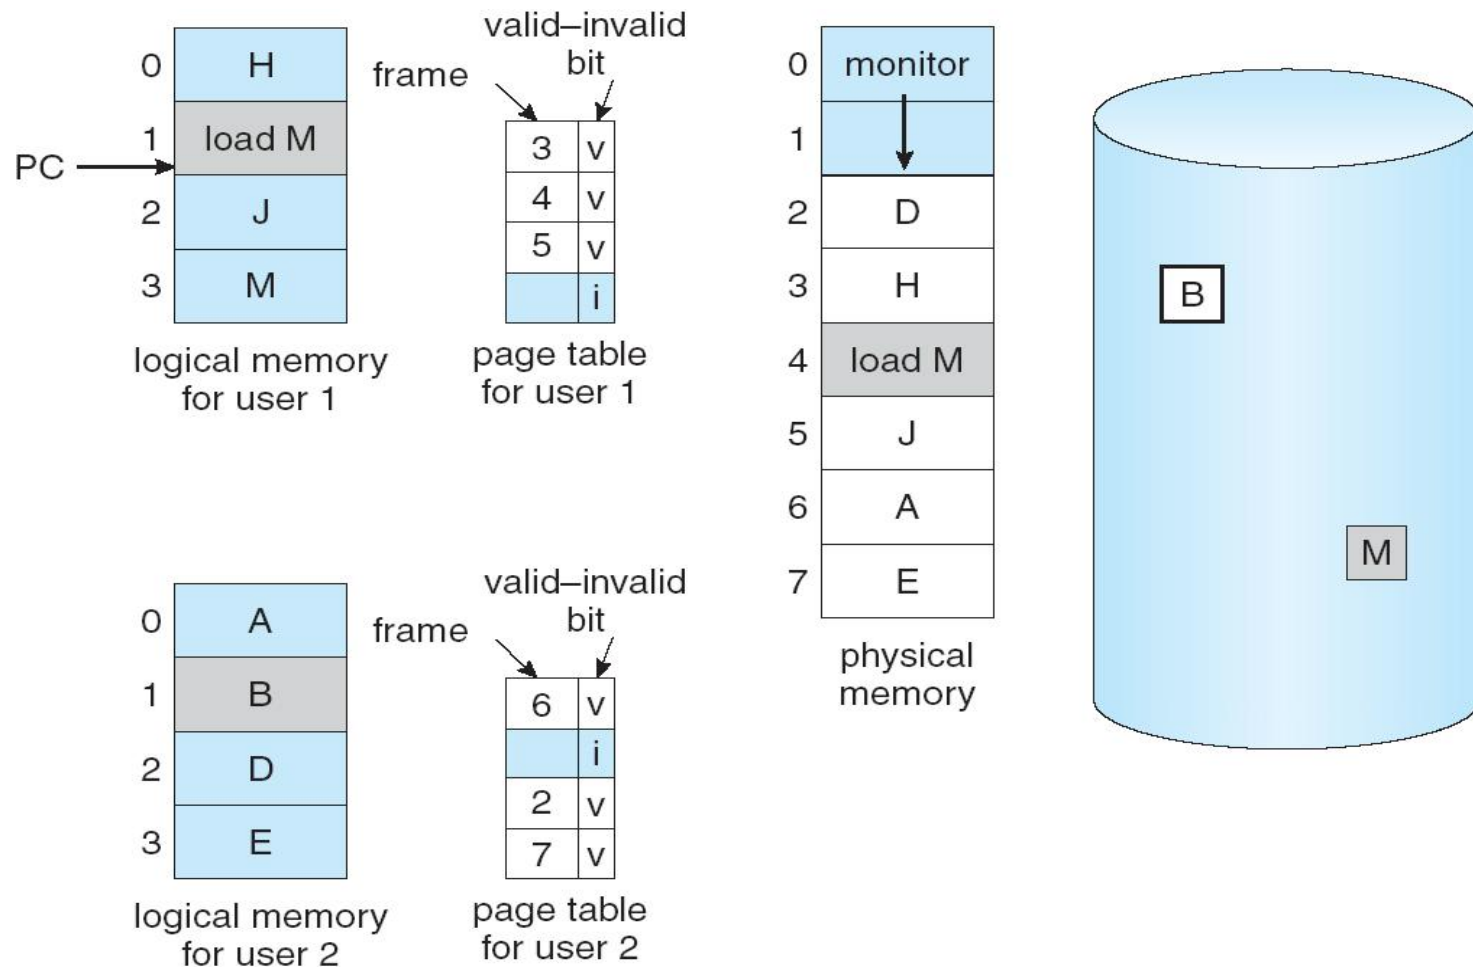 0 H
1 load M
2 J
3 M
PC
logical memory
for user 1
frame
valid–invalid
bit
3 v
4 v
5 v
i
page table
for user 1
0 monitor
1
2 D
3 H
4 load M
5 J
6 A
7 E
physical
memory
B
M
0 A
1 B
2 D
3 E
logical memory
for user 2
frame
valid–invalid
bit
6 v
i
2 v
7 v
page table
for user 2